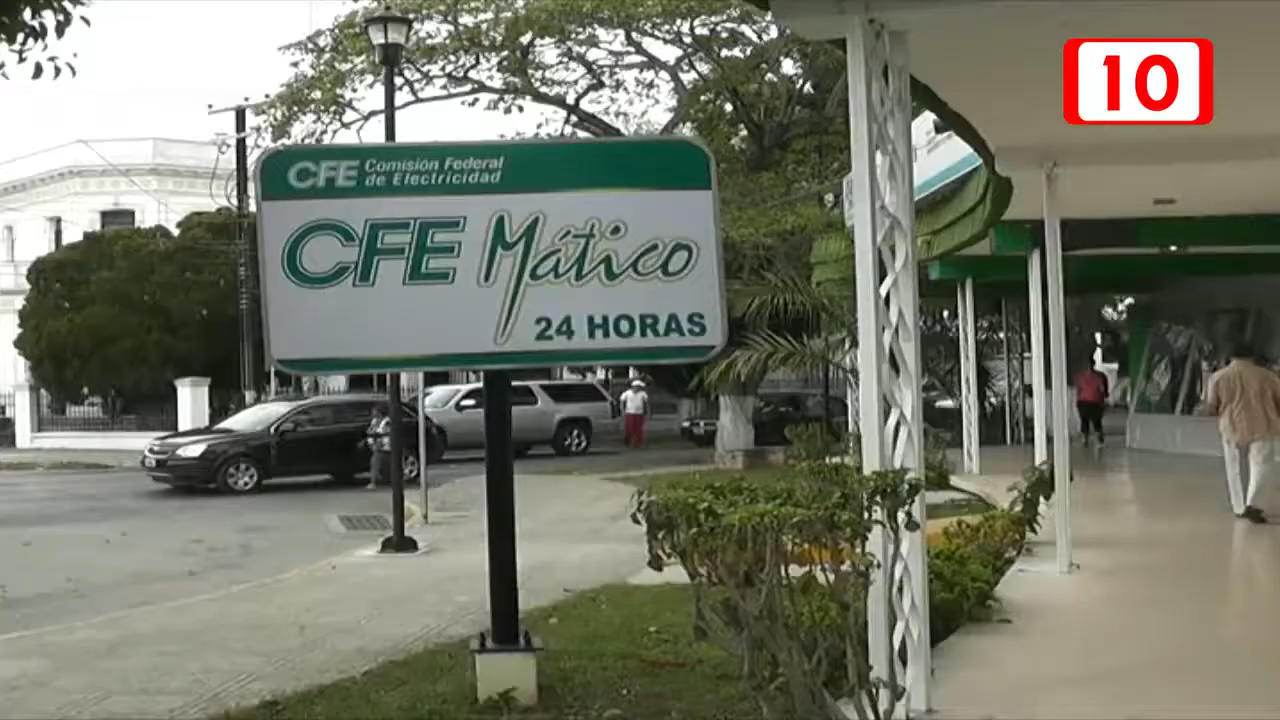 10
CFE Comisión Federal
de Electricidad
CFE Mático
24 HORAS